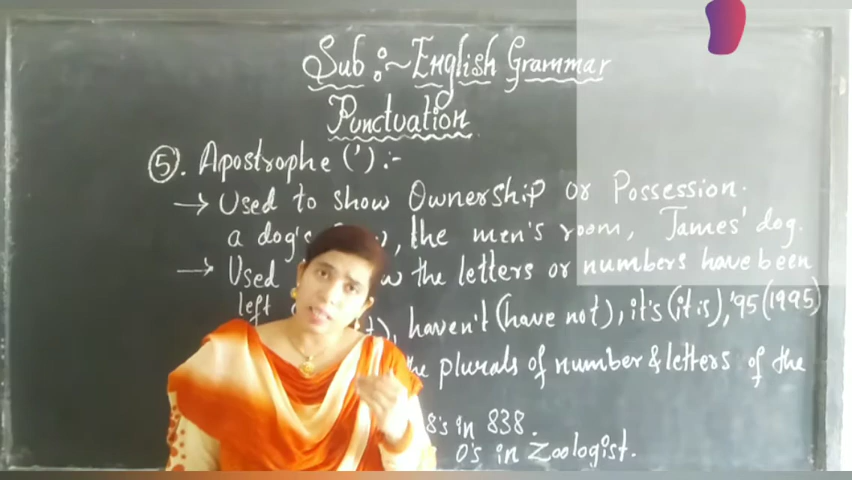 Sub:~ English Grammar
Punctuation
5. Apostrophe ('):-
→ Used to show Ownership or Possession.
a dog's the men's room, James' dog.
→ Used the letters or numbers have been
left haven't (have not), it's (it is), '95 (1995)
plurals of number & letters of the
8's in 838.
O's in Zoologist.